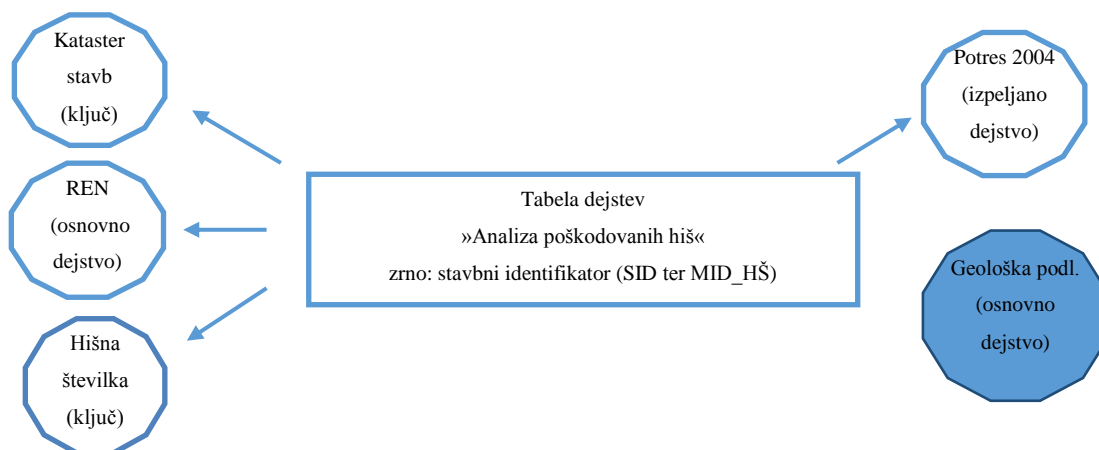 Kataster
stavb
(ključ)
REN
(osnovno
dejstvo)
Hišna
številka
(ključ)
Tabela dejstev
»Analiza poškodovanih hiš«
zrno: stavbni identifikator (SID ter MID_HŠ)
Potres 2004
(izpeljano
dejstvo)
Geološka podl.
(osnovno
dejstvo)